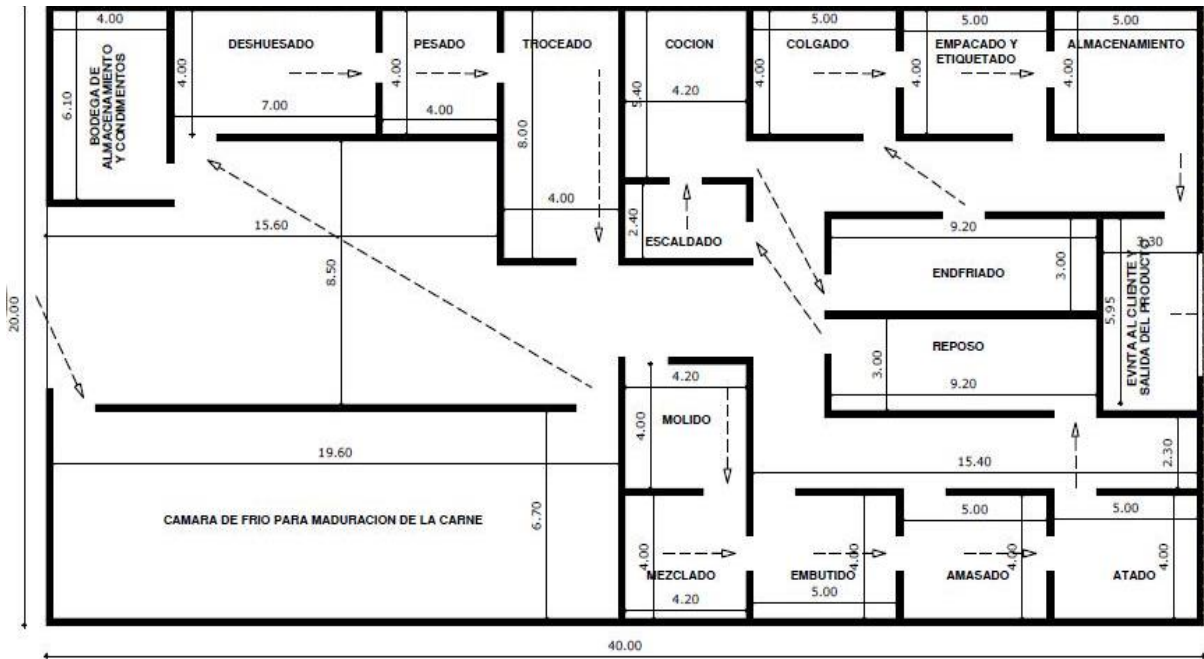 4.00
DESHUESADO
PESADO
TROCEADO
COCION
5.00
COLGADO
5.00
EMPACADO Y
ETIQUETADO
5.00
ALMACENAMIENTO
6.10
BODEGA DE
ALMACENAMIENTO
Y CONDIMENTOS
4.00
7.00
4.00
4.00
8.00
4.00
5.40
4.20
4.00
4.00
4.00
15.60
8.50
2.40
ESCALDADO
9.20
ENDFRIADO
3.00
3.30
5.95
EVNTA AL CLIENTE Y
SALIDA DEL PRODUCTO
20.00
REPOSO
3.00
9.20
4.20
MOLIDO
4.00
19.60
15.40
2.30
CAMARA DE FRIO PARA MADURACION DE LA CARNE
6.70
4.00
MEZCLADO
4.20
EMBUTIDO
4.00
5.00
5.00
AMASADO
4.00
5.00
ATADO
4.00
40.00